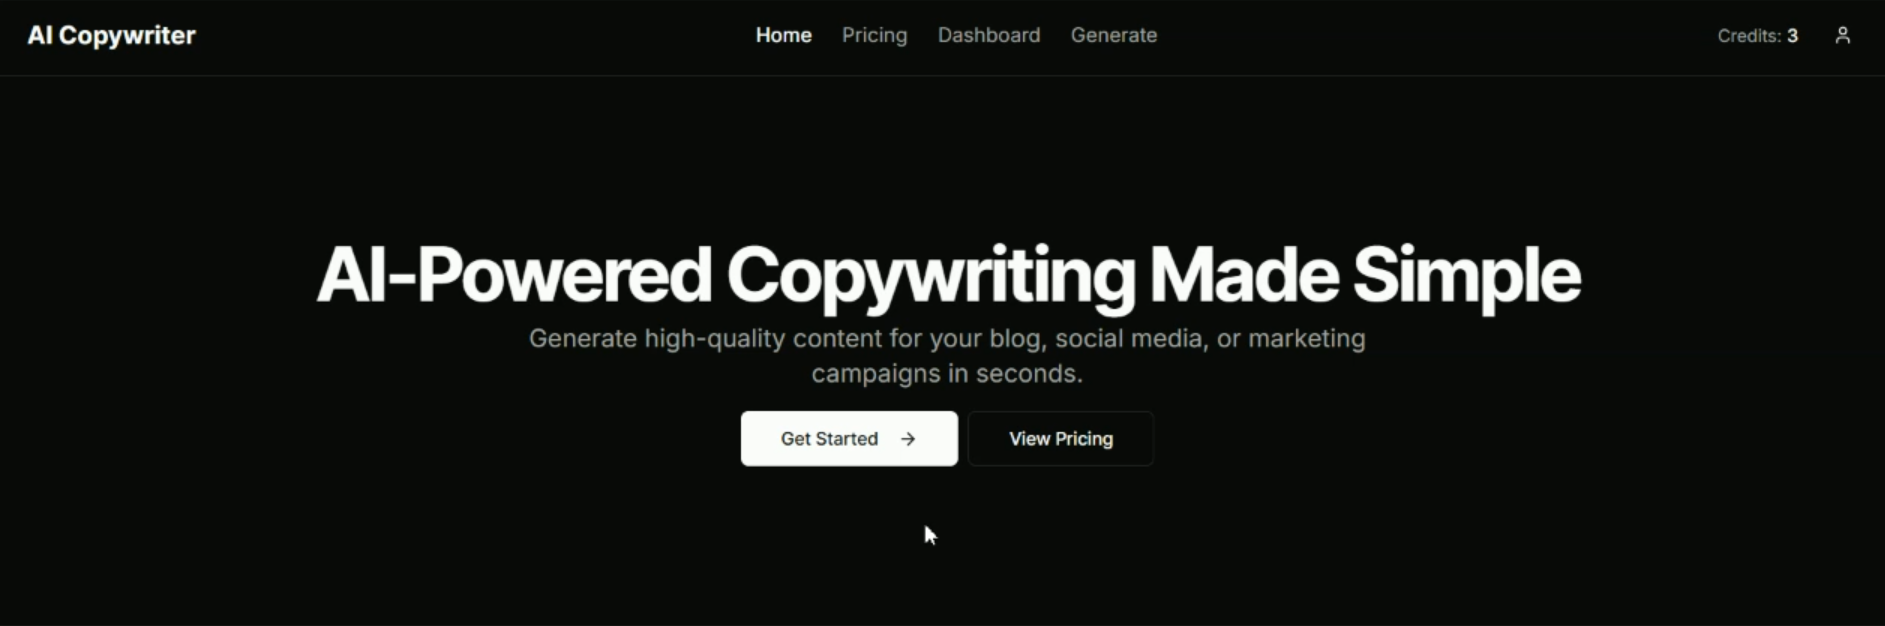 AI Copywriter
Home Pricing Dashboard Generate
Credits: 3
AI-Powered Copywriting Made Simple
Generate high-quality content for your blog, social media, or marketing
campaigns in seconds.
Get Started →
View Pricing